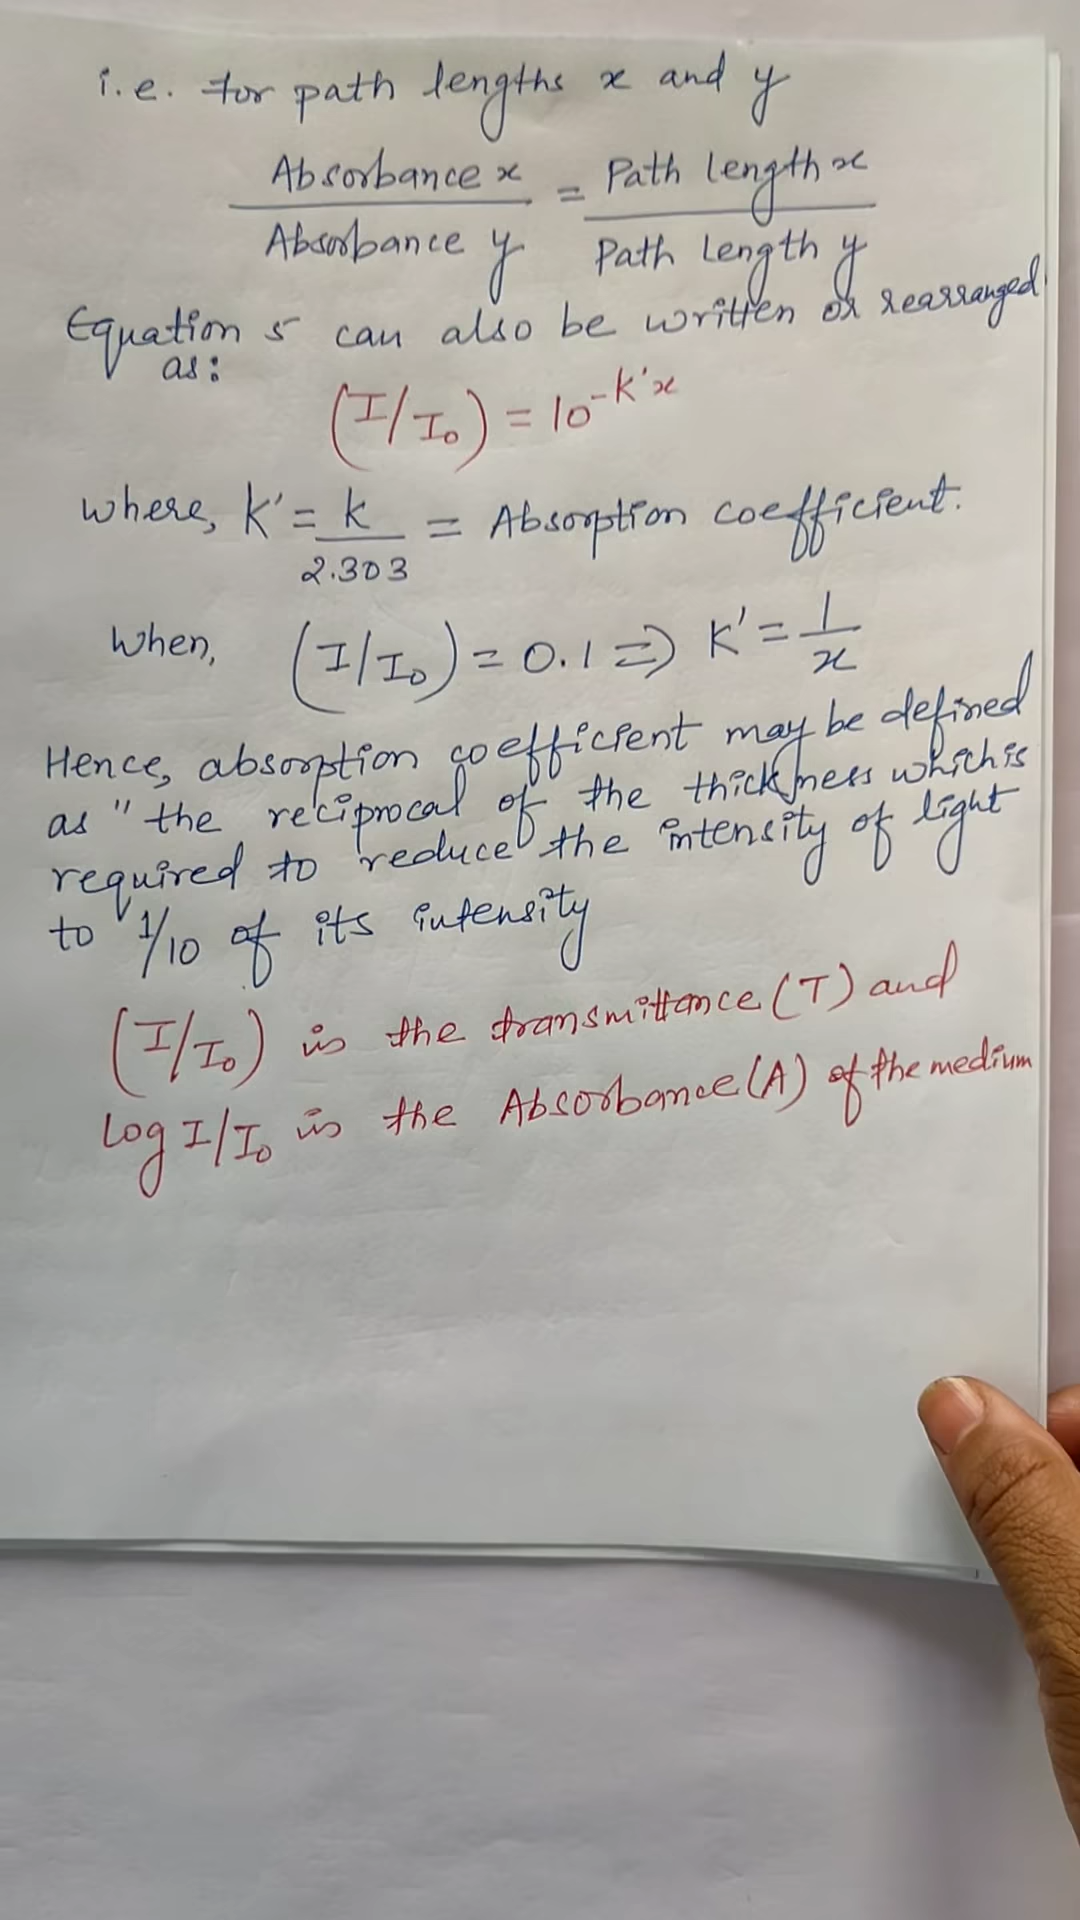 i.e. for path lengths x and y
Absorbance x / Absorbance y = Path length x / Path Length y
Equation 5 can also be written or rearranged
as:
(I/I₀) = 10^-k'x
where, K' = k/2.303 = Absorption coefficient.
When, (I/I₀) = 0.1 => K' = 1/x
Hence, absorption coefficient may be defined
as "the reciprocal of the thickness which is
required to reduce the intensity of light
to 1/10 of its intensity
(I/I₀) is the transmittance (T) and
Log I/I₀ is the Absorbance (A) of the medium